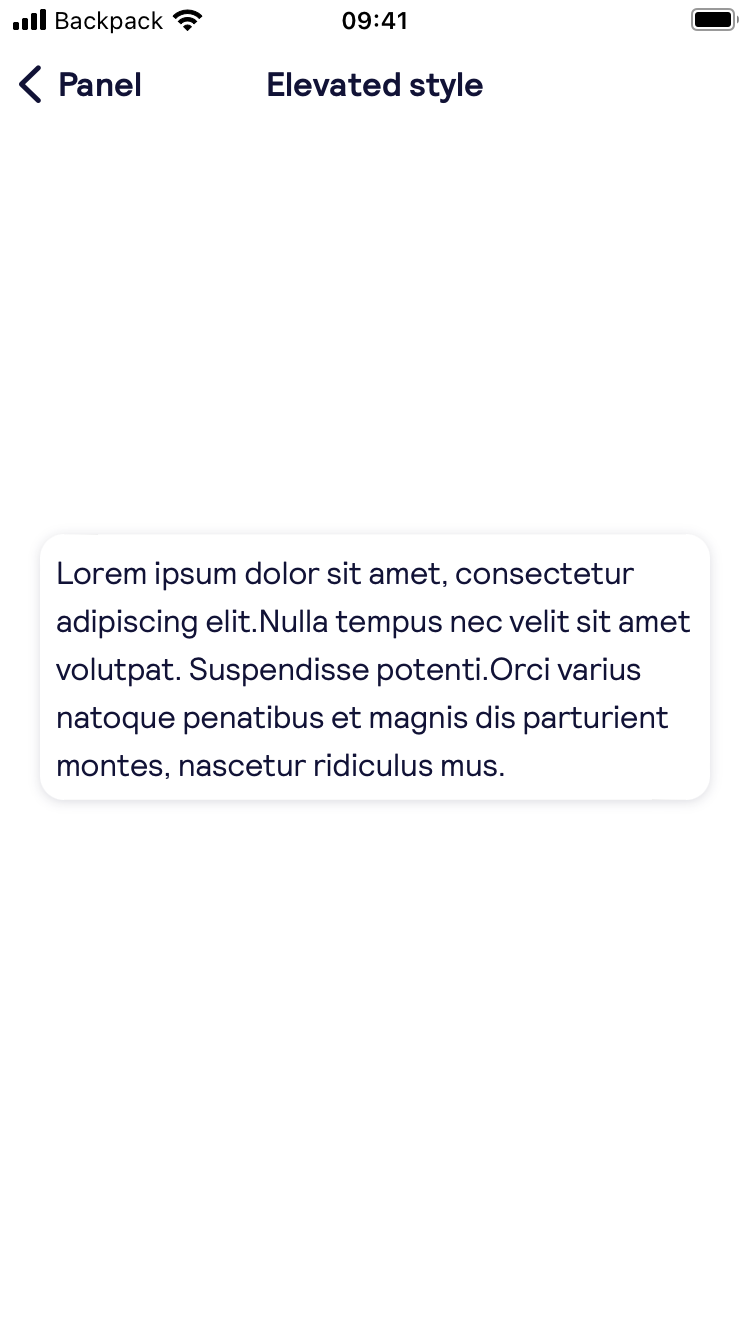 Backpack 09:41
Panel Elevated style
Lorem ipsum dolor sit amet, consectetur
adipiscing elit.Nulla tempus nec velit sit amet
volutpat. Suspendisse potenti.Orci varius
natoque penatibus et magnis dis parturient
montes, nascetur ridiculus mus.